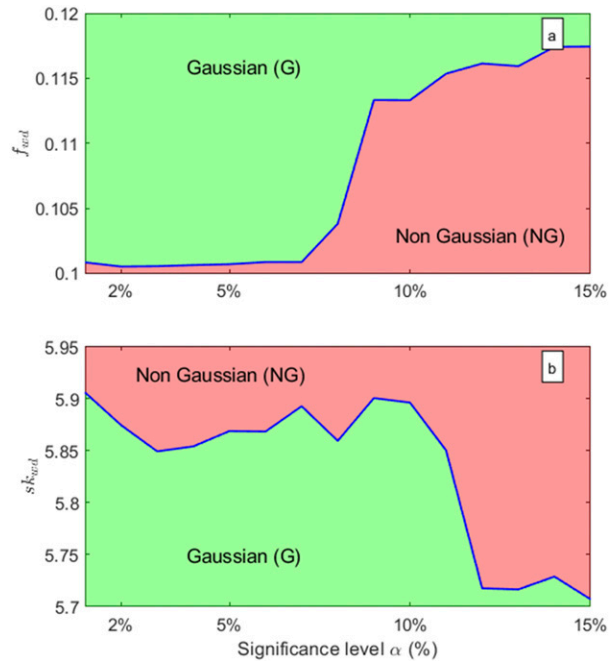 0.12
a
Gaussian (G)
0.115
0.11
f_wd
0.105
Non Gaussian (NG)
0.1
2% 5% 10% 15%
5.95
b
Non Gaussian (NG)
5.9
5.85
sk_wd
5.8
5.75
Gaussian (G)
5.7
2% 5% 10% 15%
Significance level α (%)